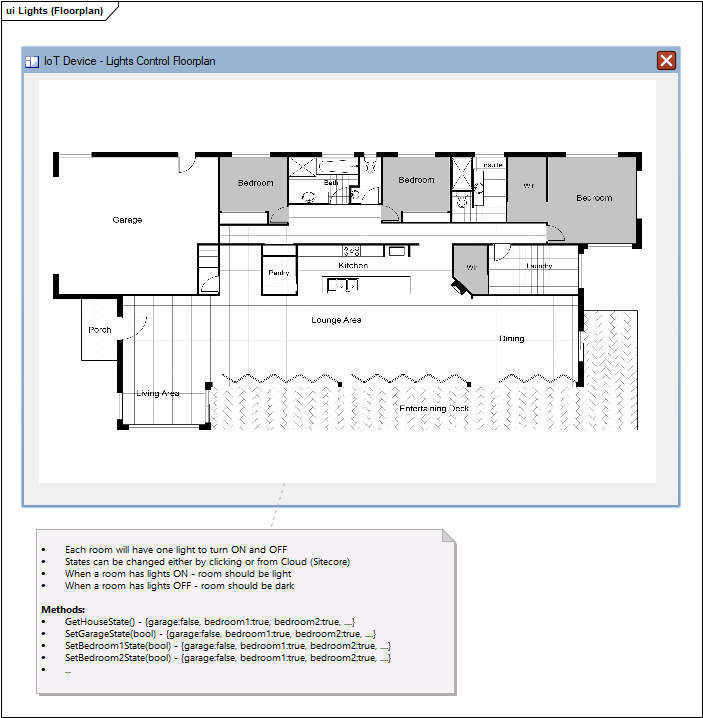 ui Lights (Floorplan)
IoT Device - Lights Control Floorplan
Bedroom
Bath
Bedroom
nsuite
Wir
Bedroom
Garage
Pantry
Kitchen
Wir
Laundry
Lounge Area
Porch
Dining
Living Area
Entertaining Deck
• Each room will have one light to turn ON and OFF
• States can be changed either by clicking or from Cloud (Sitecore)
• When a room has lights ON - room should be light
• When a room has lights OFF - room should be dark
Methods:
• GetHouseState() - {garage:false, bedroom1:true, bedroom2:true, ...}
• SetGarageState(bool) - {garage:false, bedroom1:true, bedroom2:true, ...}
• SetBedroom1State(bool) - {garage:false, bedroom1:true, bedroom2:true, ...}
• SetBedroom2State(bool) - {garage:false, bedroom1:true, bedroom2:true, ...}
• ...